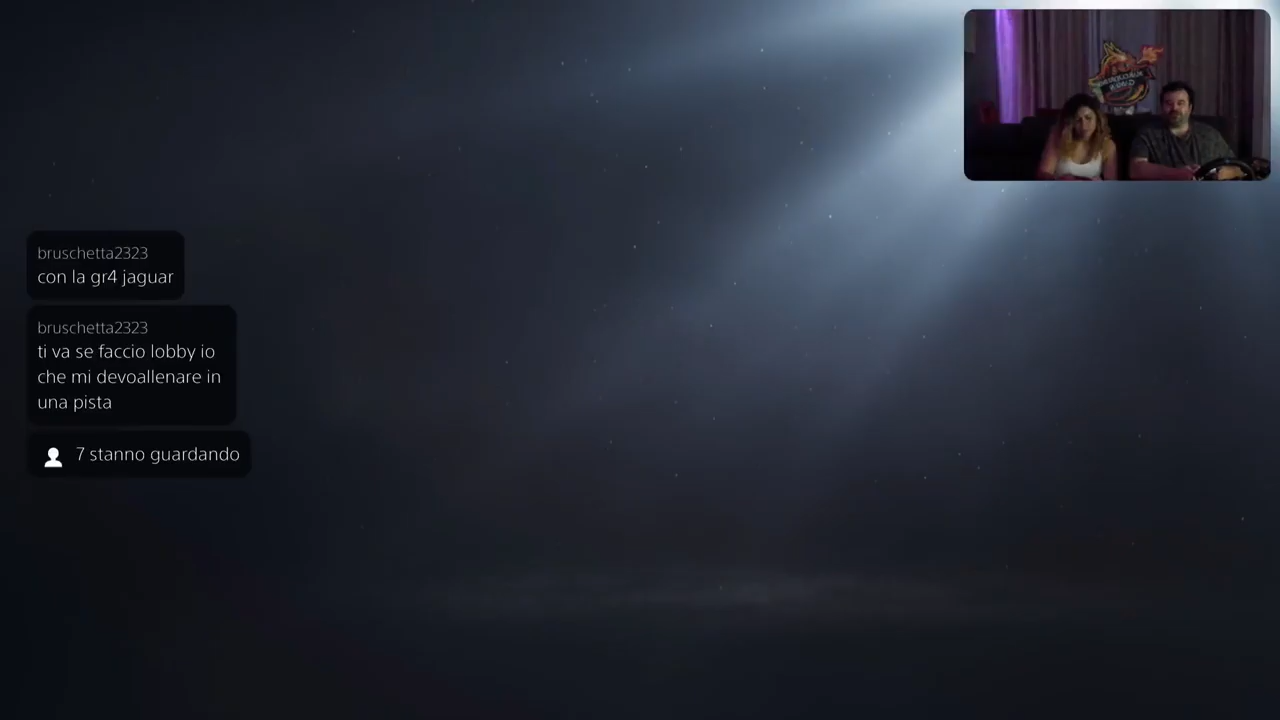 bruschetta2323
con la gr4 jaguar
bruschetta2323
ti va se faccio lobby io
che mi devoallenare in
una pista
7 stanno guardando